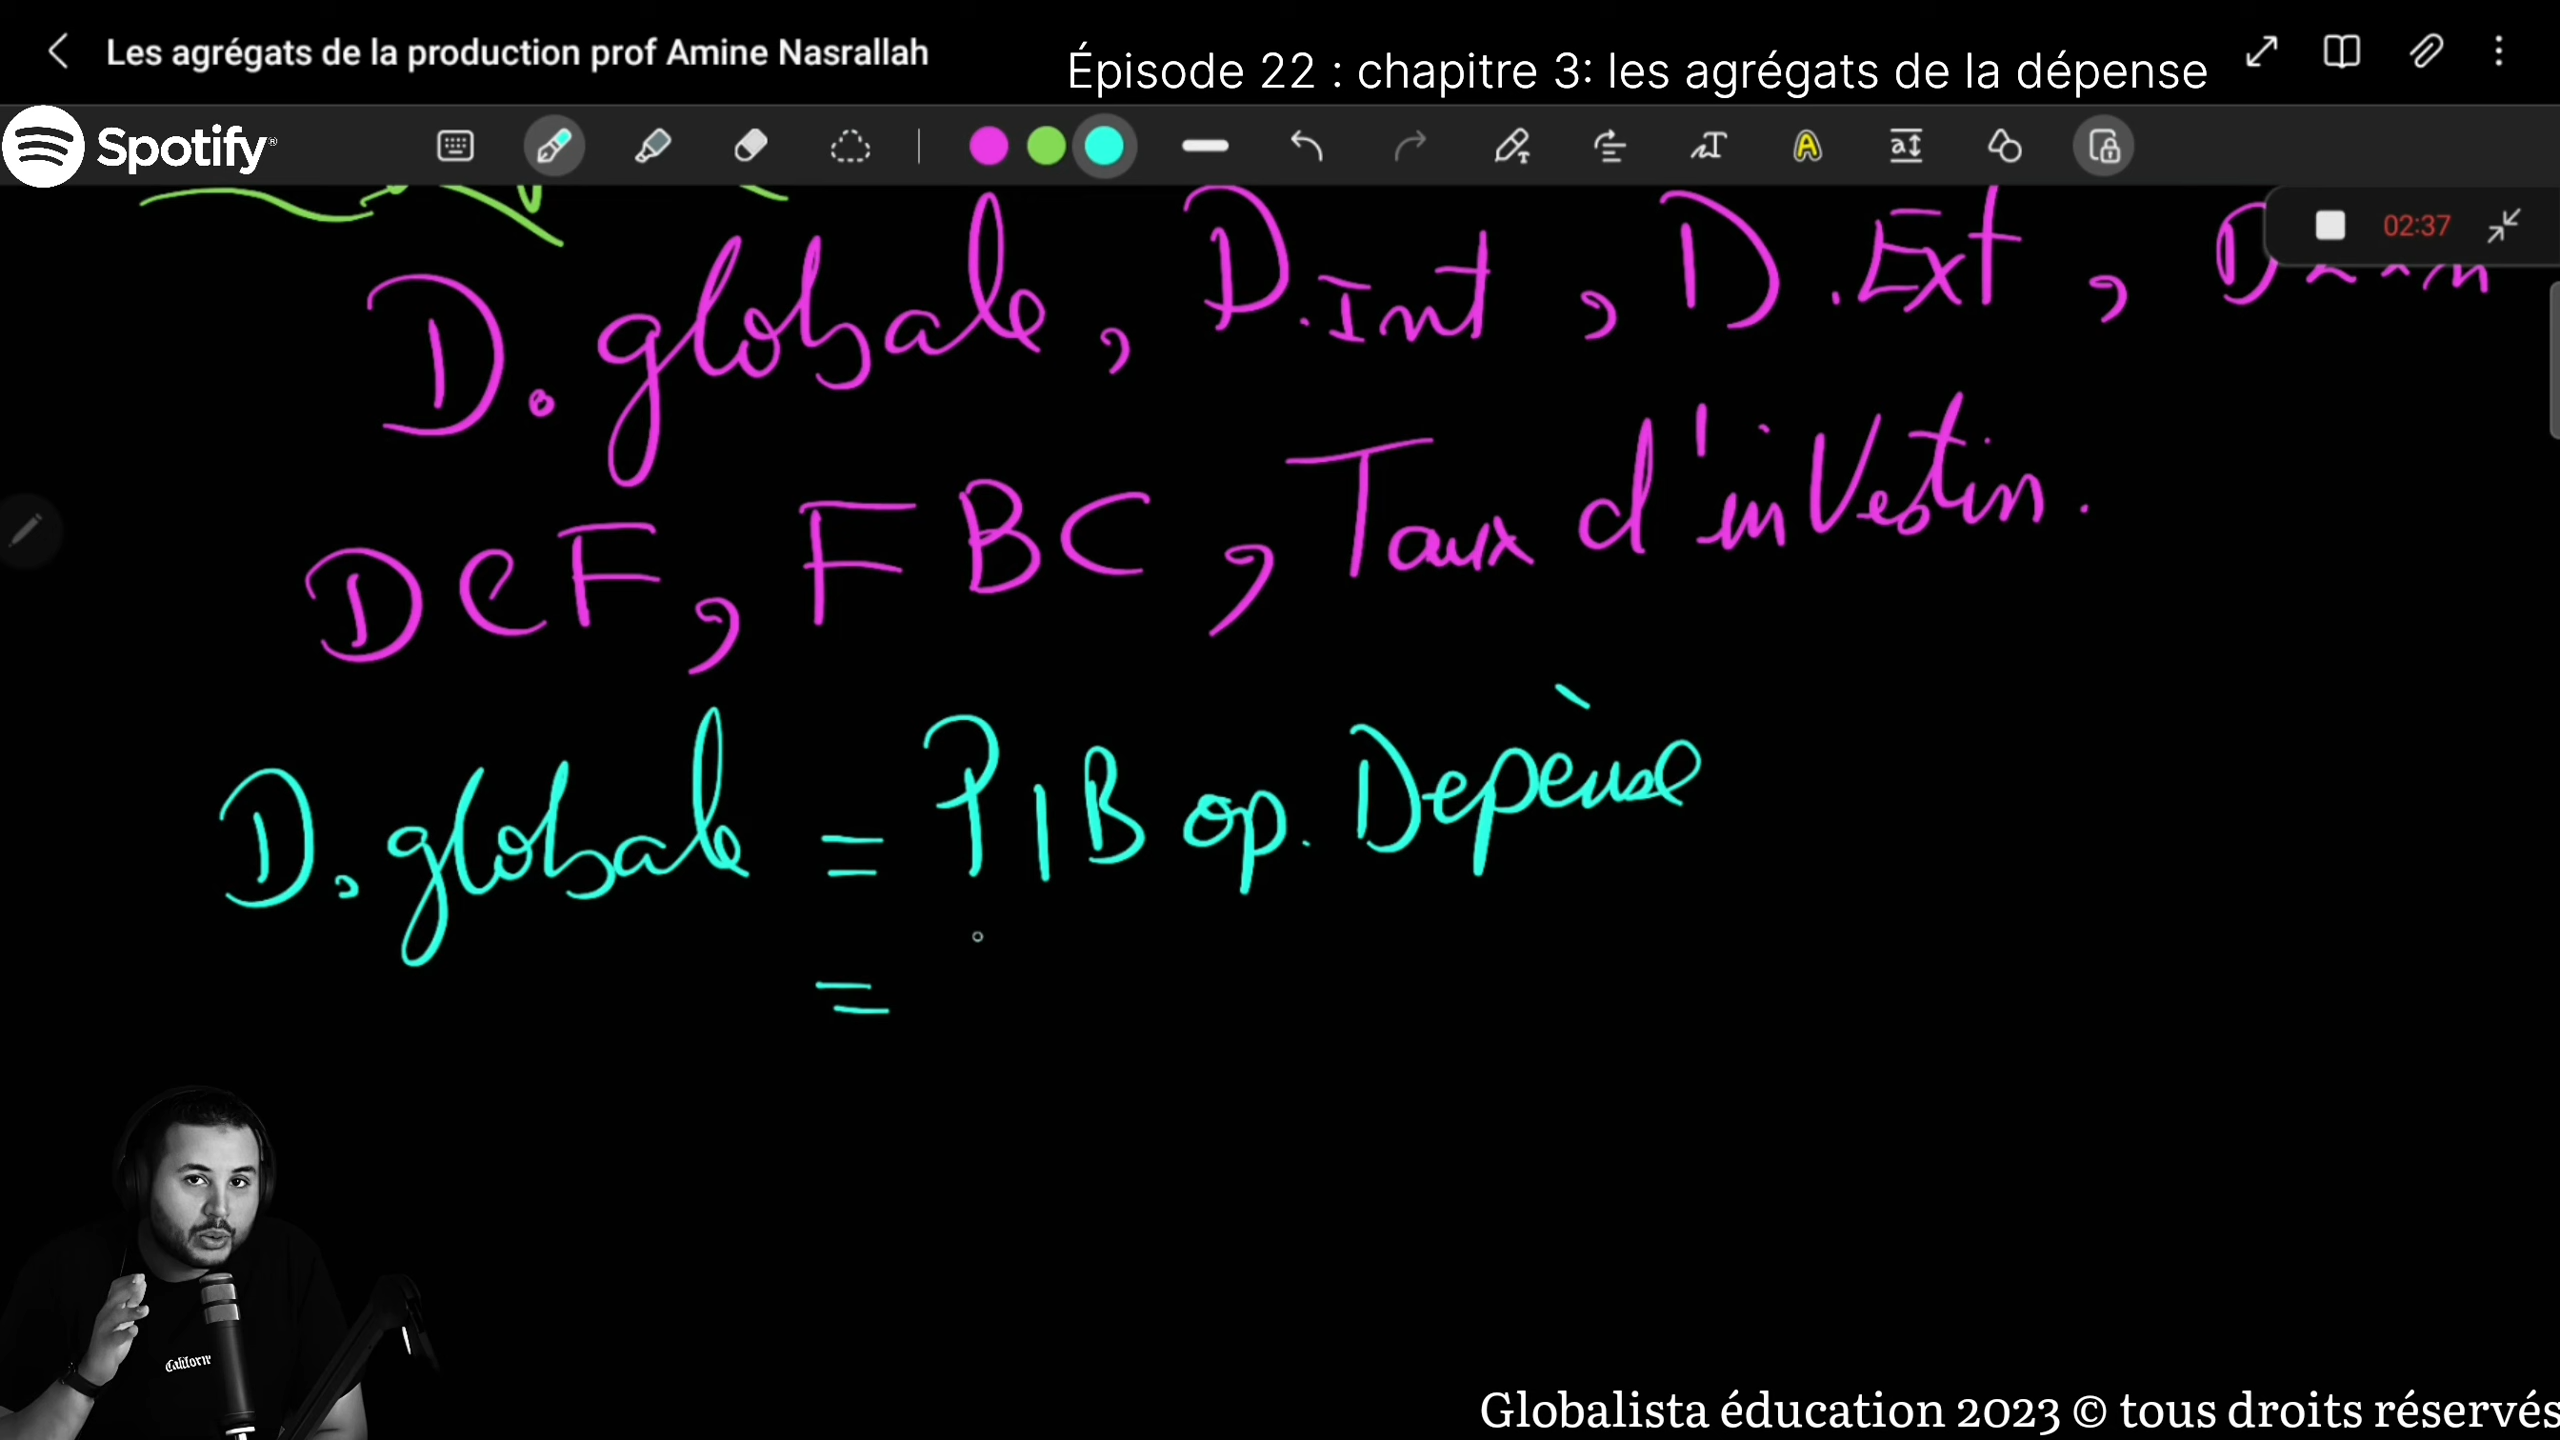 Les agrégats de la production prof Amine Nasrallah
Épisode 22 : chapitre 3: les agrégats de la dépense
Spotify®
02:37
D. globale, D.Int, D.Ext,
DCF, FBC, Taux d'investin.
D. globale = PIB op. Depènse
=
Californ
Globalista éducation 2023 © tous droits réservés